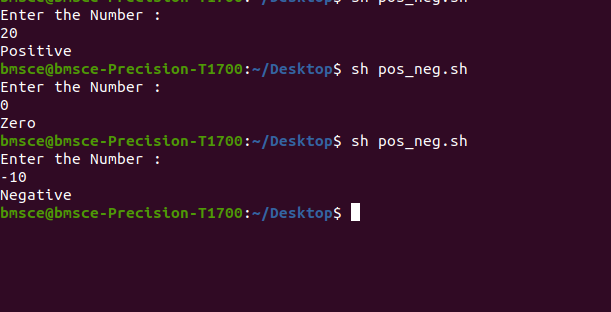 sh pos_neg.sh
Enter the Number :
20
Positive
bmsce@bmsce-Precision-T1700:~/Desktop$ sh pos_neg.sh
Enter the Number :
0
Zero
bmsce@bmsce-Precision-T1700:~/Desktop$ sh pos_neg.sh
Enter the Number :
-10
Negative
bmsce@bmsce-Precision-T1700:~/Desktop$